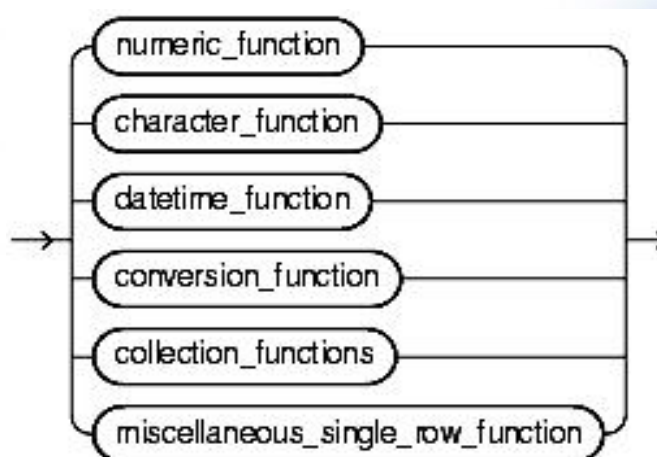 numeric_function
character_function
datetime_function
conversion_function
collection_functions
miscellaneous_single_row_function